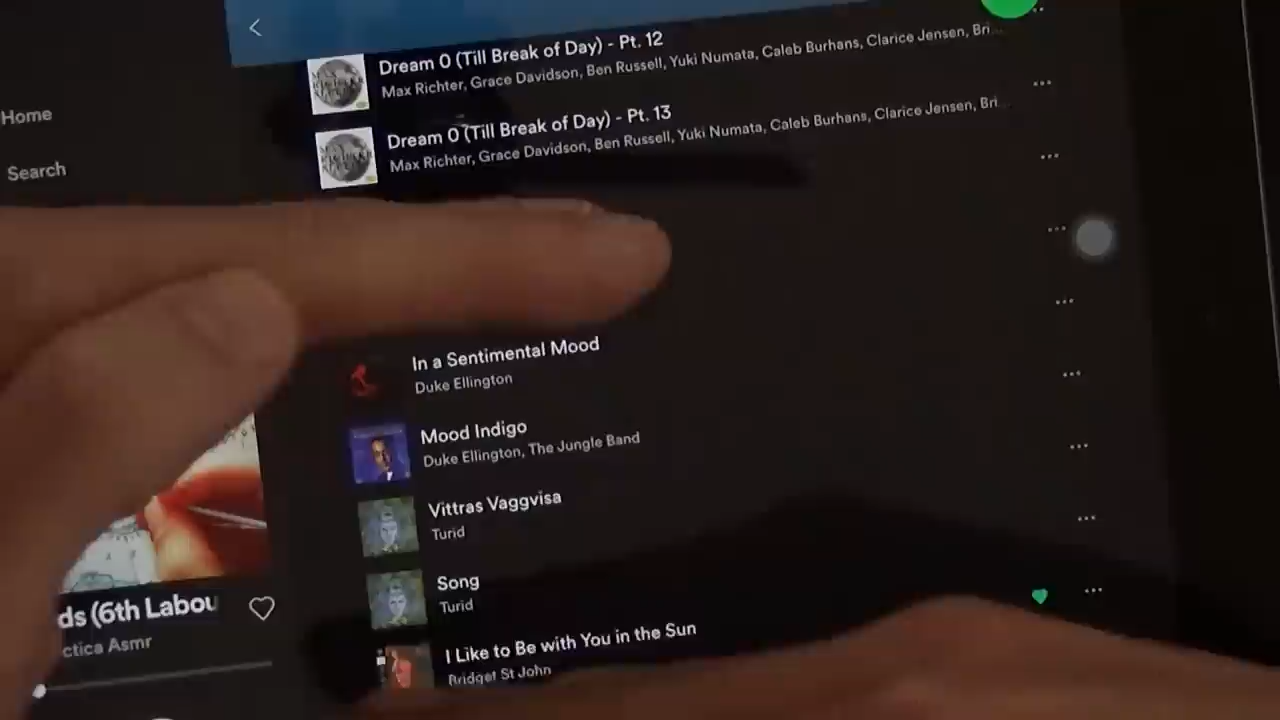 Home
Search
Dream 0 (Till Break of Day) - Pt. 12
Max Richter, Grace Davidson, Ben Russell, Yuki Numata, Caleb Burhans, Clarice Jensen, Bri...
Dream 0 (Till Break of Day) - Pt. 13
Max Richter, Grace Davidson, Ben Russell, Yuki Numata, Caleb Burhans, Clarice Jensen, Bri...
In a Sentimental Mood
Duke Ellington
Mood Indigo
Duke Ellington, The Jungle Band
Vittras Vaggvisa
Turid
Song
Turid
I Like to Be with You in the Sun
Bridget St John
ds (6th Labou
ctica Asmr